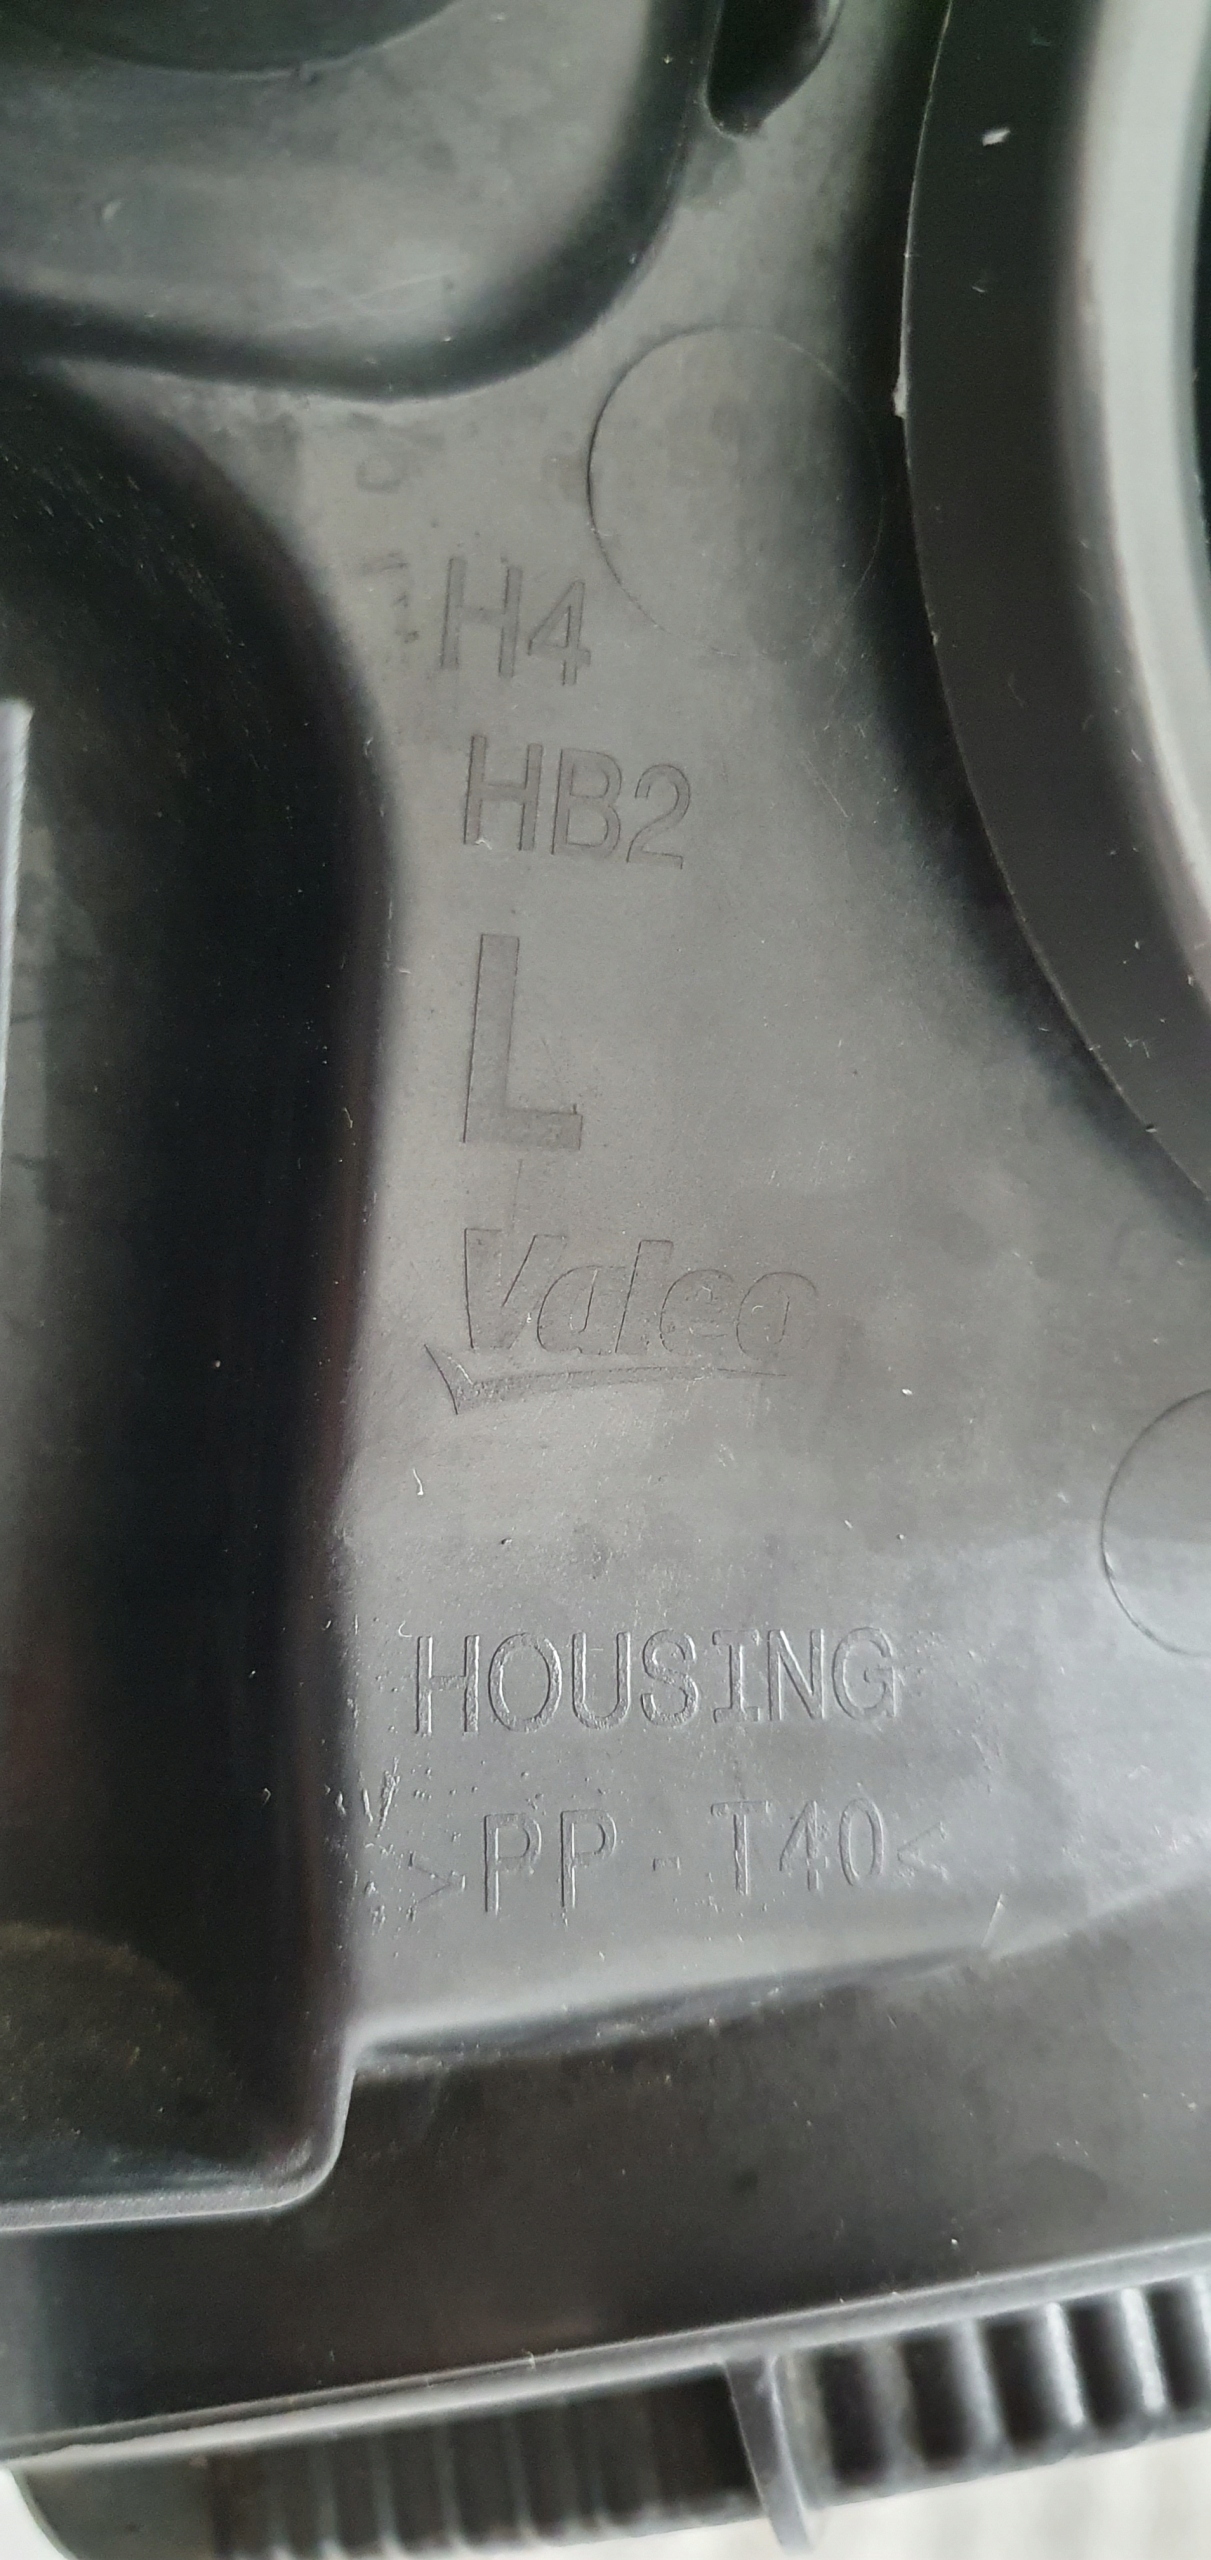 H4
HB2
L
Valeo
HOUSING
>PP-T40<